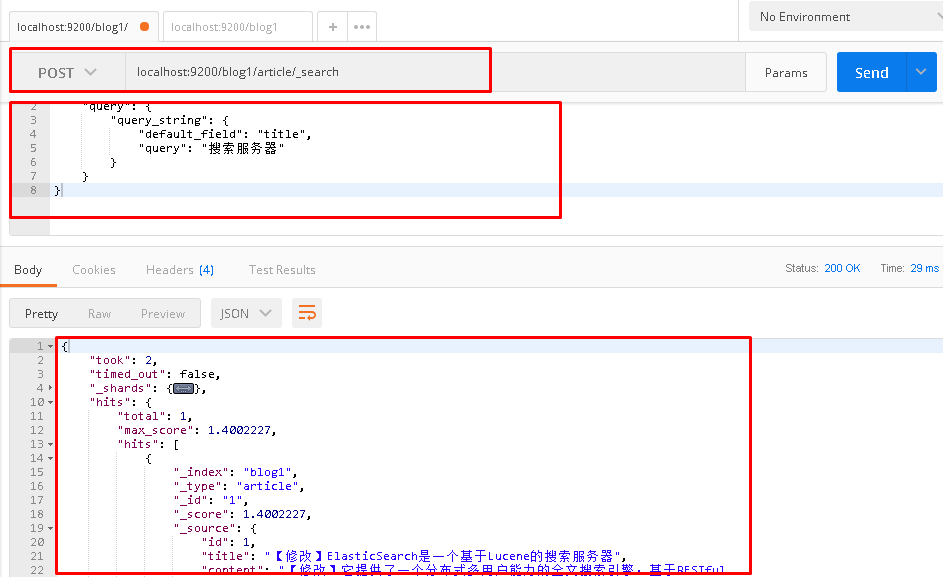 localhost:9200/blog1/
localhost:9200/blog1
+
•••
No Environment
POST
localhost:9200/blog1/article/_search
Params
Send
2 "query": {
3 "query_string": {
4 "default_field": "title",
5 "query": "搜索服务器"
6 }
7 }
8 }
Body
Cookies
Headers (4)
Test Results
Status: 200 OK
Time: 29 ms
Pretty
Raw
Preview
JSON
1 {
2 "took": 2,
3 "timed_out": false,
4 "_shards": {},
10 "hits": {
11 "total": 1,
12 "max_score": 1.4002227,
13 "hits": [
14 {
15 "_index": "blog1",
16 "_type": "article",
17 "_id": "1",
18 "_score": 1.4002227,
19 "_source": {
20 "id": 1,
21 "title": "【修改】ElasticSearch是一个基于Lucene的搜索服务器",
22 "content": "【修改】它提供了一个分布式多用户能力的全文搜索引擎，基于RESTful